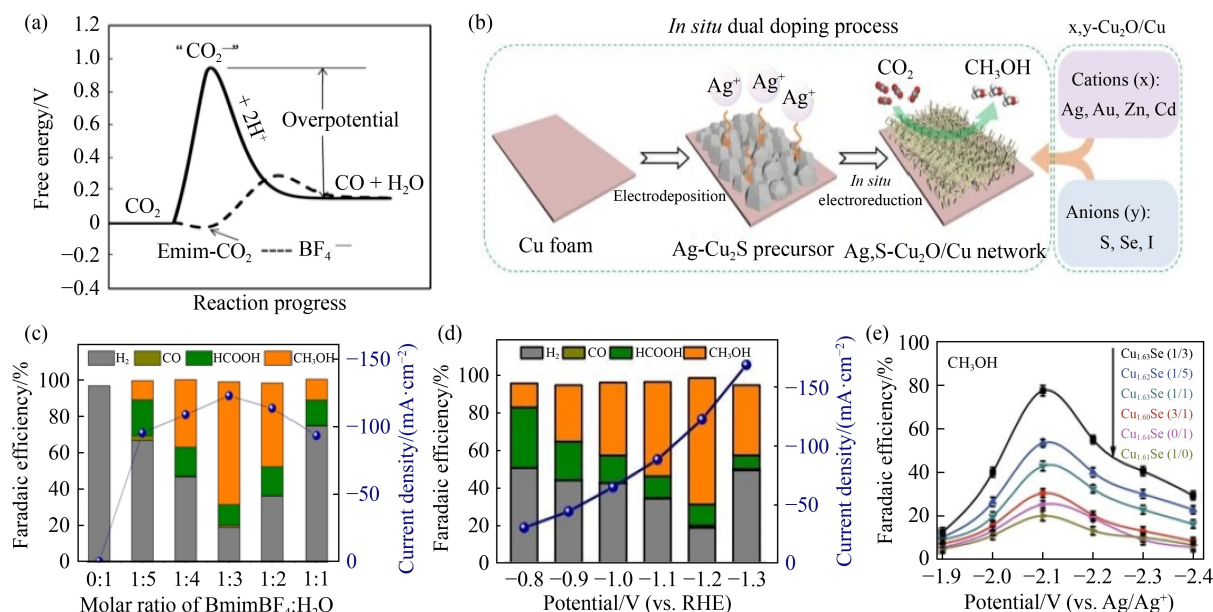 (a)
1.2
1.0
0.8
0.6
0.4
0.2
0
−0.2
−0.4
Free energy/V
Reaction progress
“CO₂⁻”
+ 2H⁺
Overpotential
CO + H₂O
CO₂
Emim-CO₂
BF₄⁻
(b)
In situ dual doping process
x,y-Cu₂O/Cu
Ag⁺
Ag⁺
Ag⁺
CO₂
CH₃OH
Cations (x):
Ag, Au, Zn, Cd
Electrodeposition
In situ
electroreduction
Anions (y):
S, Se, I
Cu foam
Ag-Cu₂S precursor
Ag,S-Cu₂O/Cu network
(c)
H₂ CO HCOOH CH₃OH
100
80
60
40
20
0
Faradaic efficiency/%
−150
−100
−50
0
Current density/(mA·cm⁻²)
0:1 1:5 1:4 1:3 1:2 1:1
Molar ratio of BmimBF₄:H₂O
(d)
H₂ CO HCOOH CH₃OH
100
80
60
40
20
0
Faradaic efficiency/%
−150
−100
−50
0
Current density/(mA·cm⁻²)
−0.8 −0.9 −1.0 −1.1 −1.2 −1.3
Potential/V (vs. RHE)
(e)
CH₃OH
Cu₁.₆₃Se (1/3)
Cu₁.₆₂Se (1/5)
Cu₁.₆₃Se (1/1)
Cu₁.₆₀Se (3/1)
Cu₁.₆₄Se (0/1)
Cu₁.₆₁Se (1/0)
100
80
60
40
20
0
Faradaic efficiency/%
−1.9 −2.0 −2.1 −2.2 −2.3 −2.4
Potential/V (vs. Ag/Ag⁺)